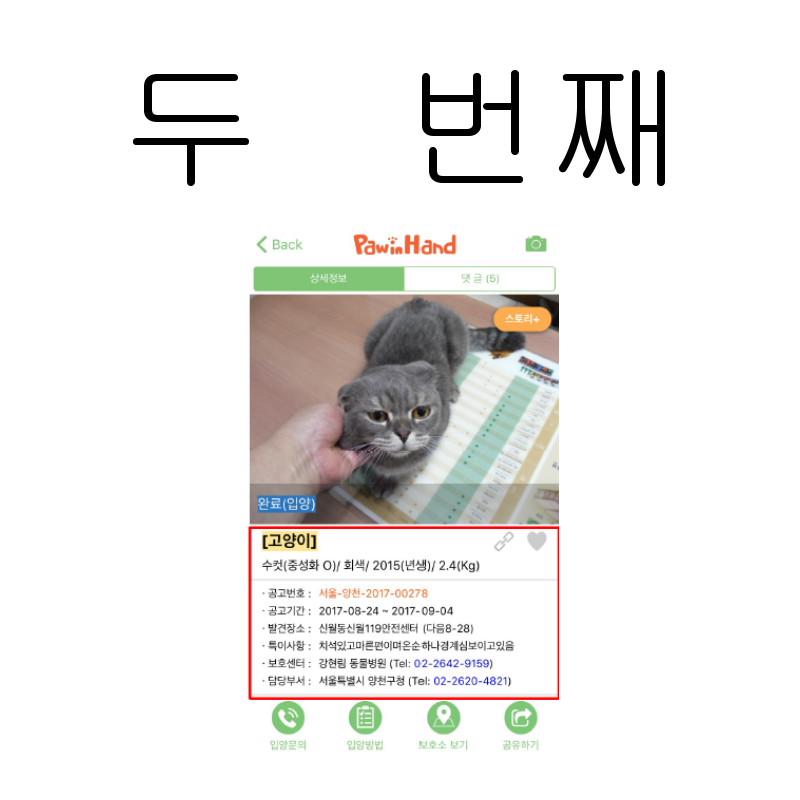 두 번째
Back
PawinHand
상세정보
댓글 (5)
스토리+
완료(입양)
[고양이]
수컷(중성화 O)/ 회색/ 2015(년생)/ 2.4(Kg)
· 공고번호 : 서울-양천-2017-00278
· 공고기간 : 2017-08-24 ~ 2017-09-04
· 발견장소 : 신월동신월119안전센터 (다음8-28)
· 특이사항 : 치석있고마른편이며온순하나경계심보이고있음
· 보호센터 : 강현림 동물병원 (Tel: 02-2642-9159)
· 담당부서 : 서울특별시 양천구청 (Tel: 02-2620-4821)
입양문의
입양방법
보호소 보기
공유하기